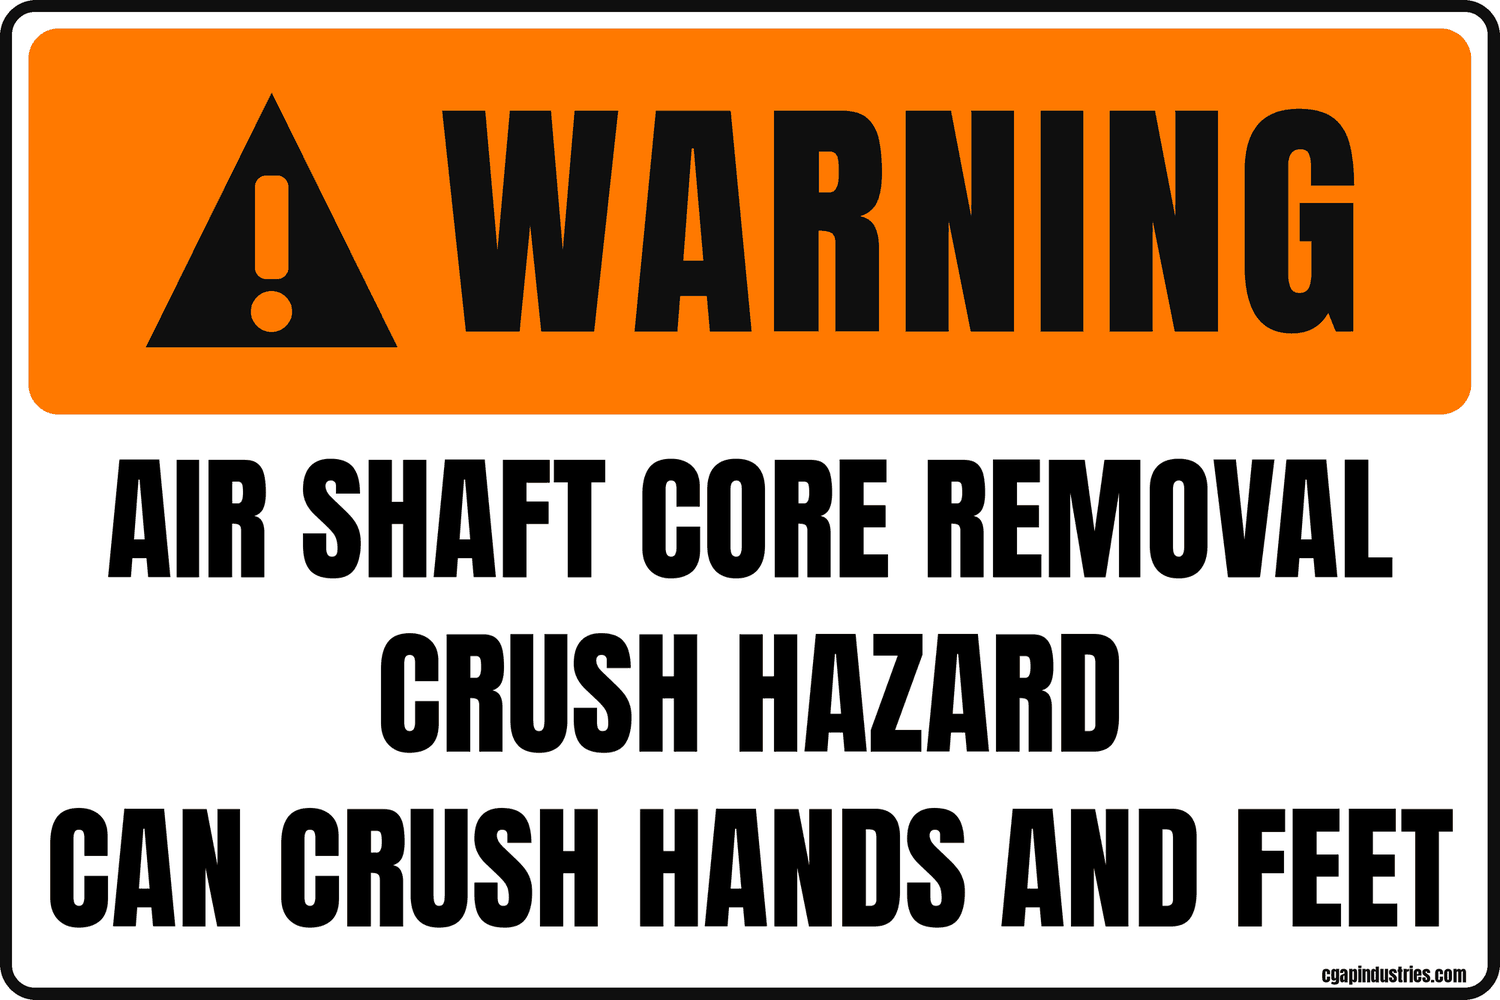 WARNING
AIR SHAFT CORE REMOVAL
CRUSH HAZARD
CAN CRUSH HANDS AND FEET
cgapindustries.com